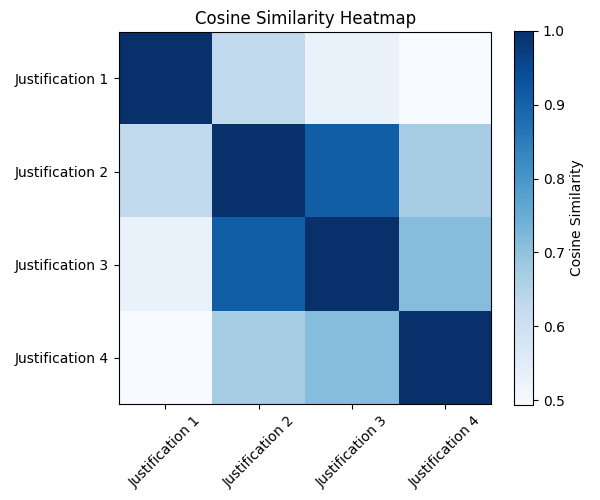 Cosine Similarity Heatmap
Justification 1
Justification 2
Justification 3
Justification 4
Justification 1
Justification 2
Justification 3
Justification 4
1.0
0.9
0.8
0.7
0.6
0.5
Cosine Similarity